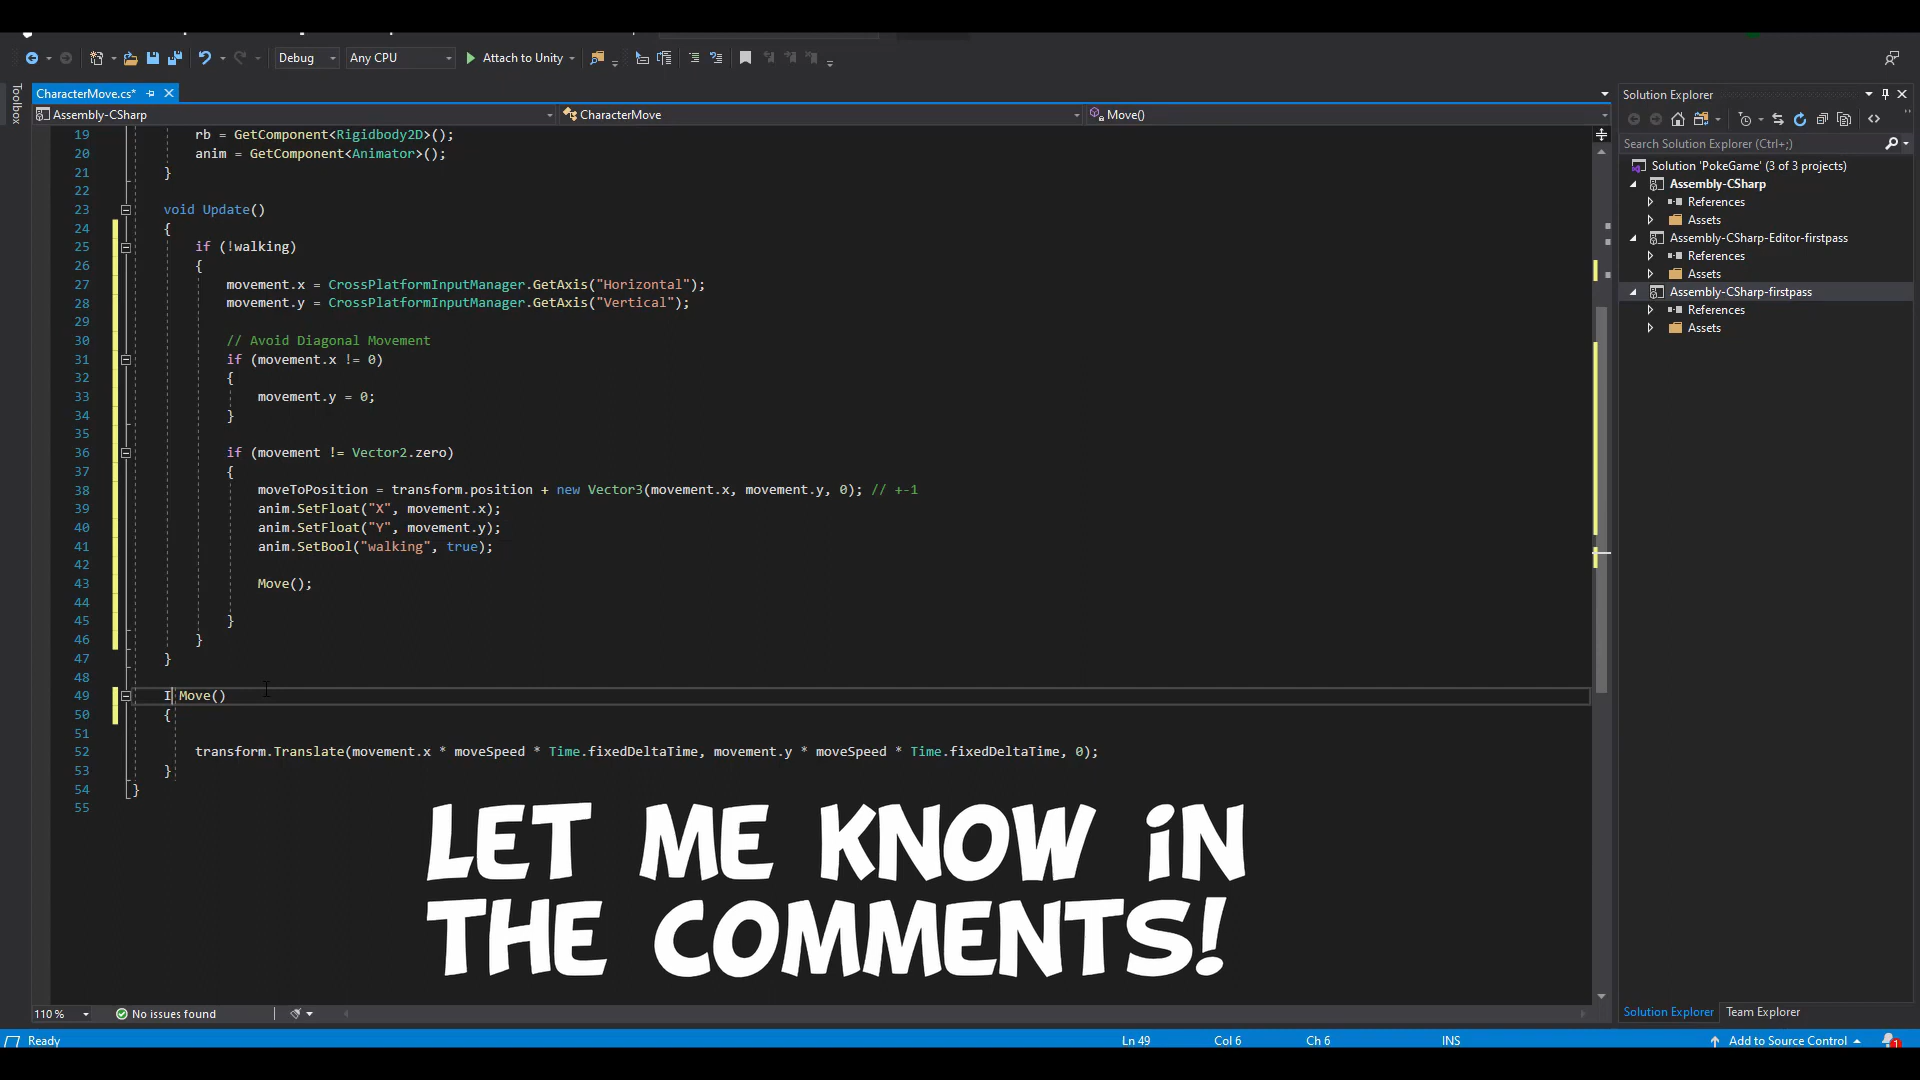 Debug
Any CPU
Attach to Unity
Toolbox
CharacterMove.cs*
Assembly-CSharp
CharacterMove
Move()
19 rb = GetComponent<Rigidbody2D>();
20 anim = GetComponent<Animator>();
21 }
22
23 void Update()
24 {
25 if (!walking)
26 {
27 movement.x = CrossPlatformInputManager.GetAxis("Horizontal");
28 movement.y = CrossPlatformInputManager.GetAxis("Vertical");
29
30 // Avoid Diagonal Movement
31 if (movement.x != 0)
32 {
33 movement.y = 0;
34 }
35
36 if (movement != Vector2.zero)
37 {
38 moveToPosition = transform.position + new Vector3(movement.x, movement.y, 0); // +-1
39 anim.SetFloat("X", movement.x);
40 anim.SetFloat("Y", movement.y);
41 anim.SetBool("walking", true);
42
43 Move();
44
45 }
46 }
47 }
48
49 I Move()
50 {
51
52 transform.Translate(movement.x * moveSpeed * Time.fixedDeltaTime, movement.y * moveSpeed * Time.fixedDeltaTime, 0);
53 }
54 }
55
LET ME KNOW IN
THE COMMENTS!
110 %
No issues found
Ready
Ln 49
Col 6
Ch 6
INS
Add to Source Control
1
Solution Explorer
Search Solution Explorer (Ctrl+;)
Solution 'PokeGame' (3 of 3 projects)
Assembly-CSharp
References
Assets
Assembly-CSharp-Editor-firstpass
References
Assets
Assembly-CSharp-firstpass
References
Assets
Solution Explorer
Team Explorer